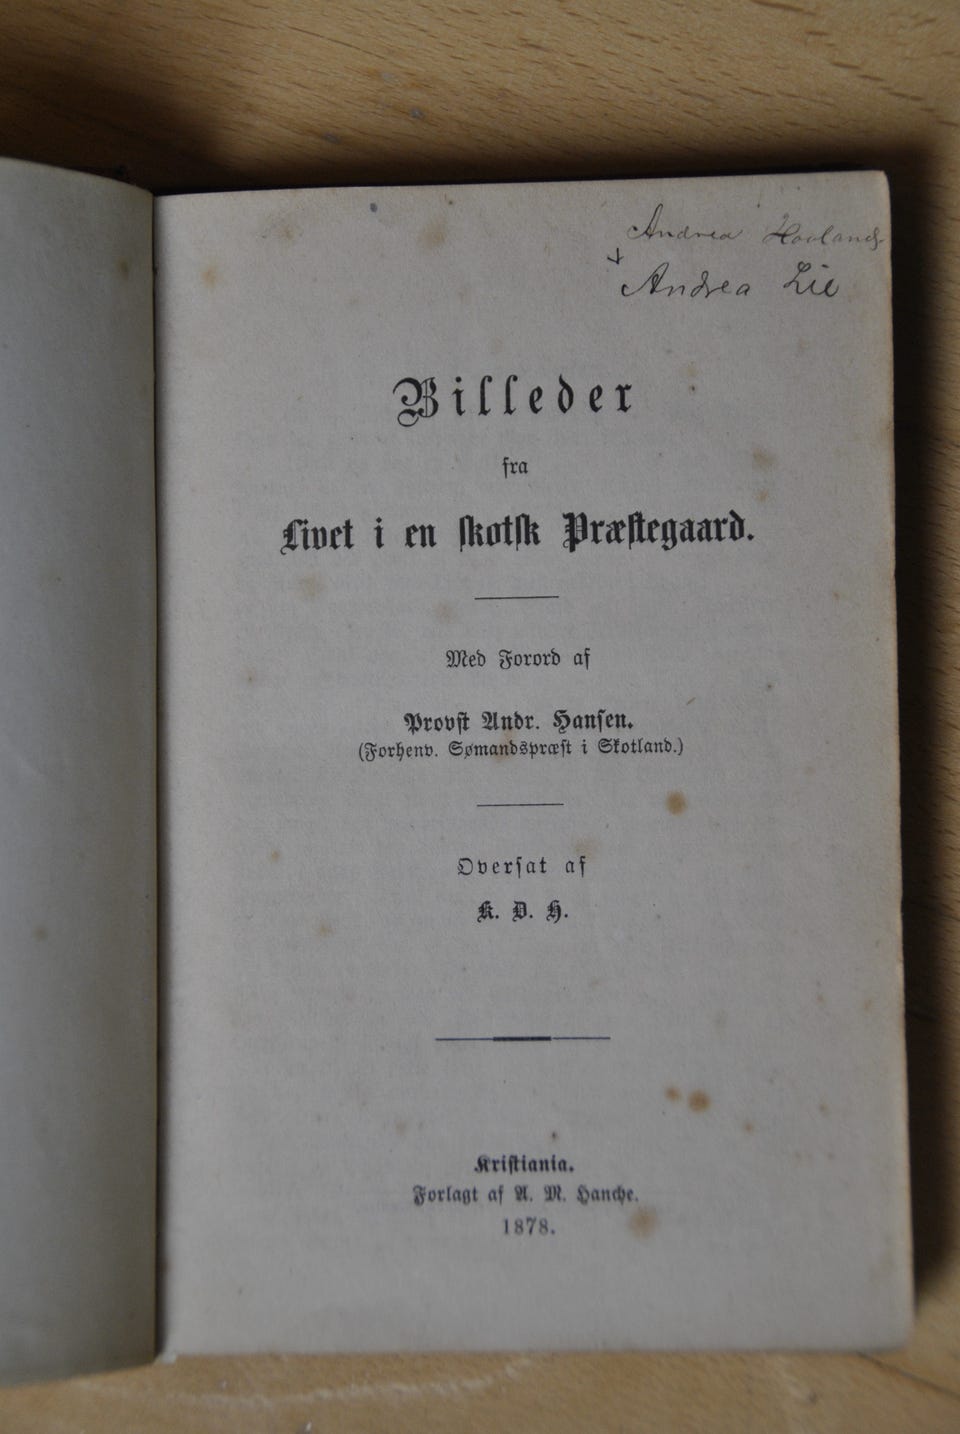 Andrea Hovland
Andrea Lie
Billeder
fra
Livet i en skotsk Præstegaard.
Med Forord af
Provst Andr. Hansen.
(Forhenv. Sømandspræst i Skotland.)
Oversat af
K. D. H.
Kristiania.
Forlagt af A. M. Hanche.
1878.